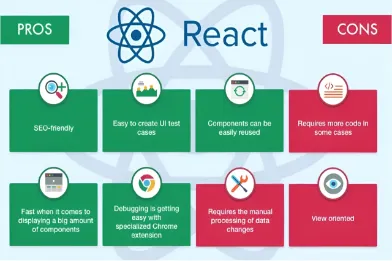 PROS
React
CONS
SEO-friendly
Easy to create UI test
cases
Components can be
easily reused
Requires more code in
some cases
Fast when it comes to
displaying a big amount
of components
Debugging is getting
easy with
specialized Chrome
extension
Requires the manual
processing of data
changes
View oriented